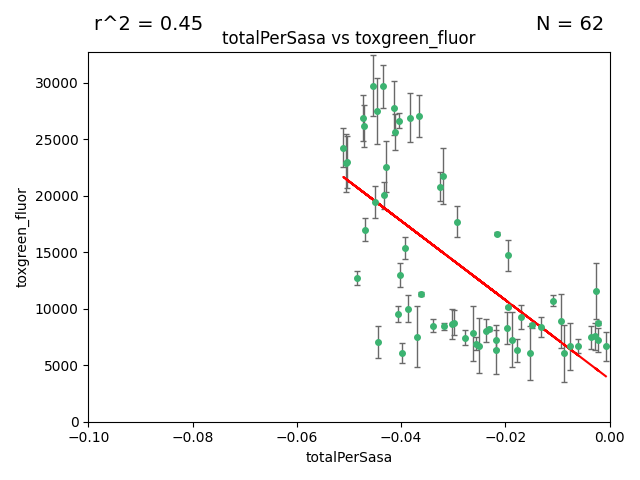 r^2 = 0.45 N = 62
totalPerSasa vs toxgreen_fluor
30000
25000
20000
15000
10000
5000
0
toxgreen_fluor
−0.10 −0.08 −0.06 −0.04 −0.02 0.00
totalPerSasa